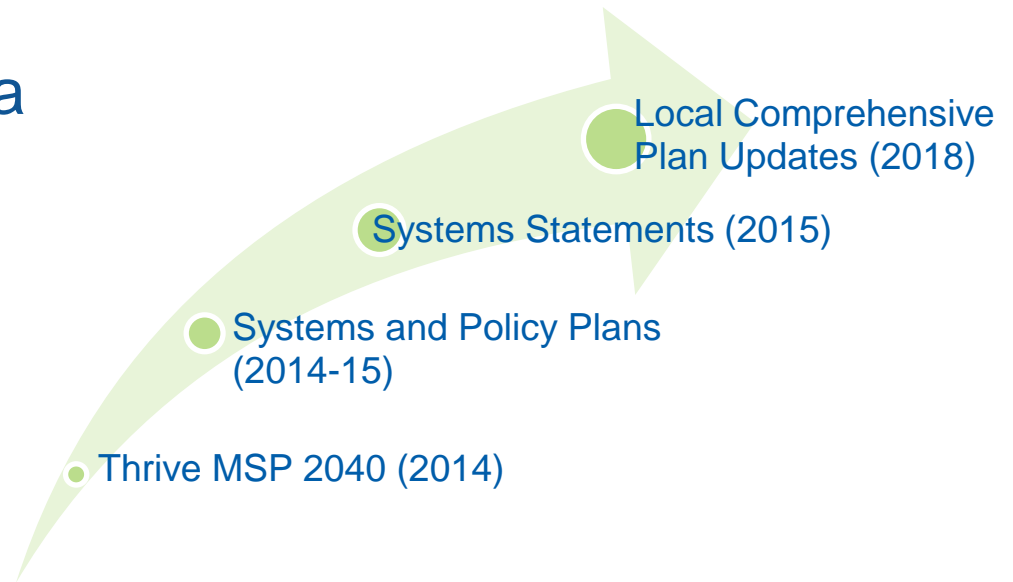 a
Local Comprehensive
Plan Updates (2018)
Systems Statements (2015)
Systems and Policy Plans
(2014-15)
Thrive MSP 2040 (2014)